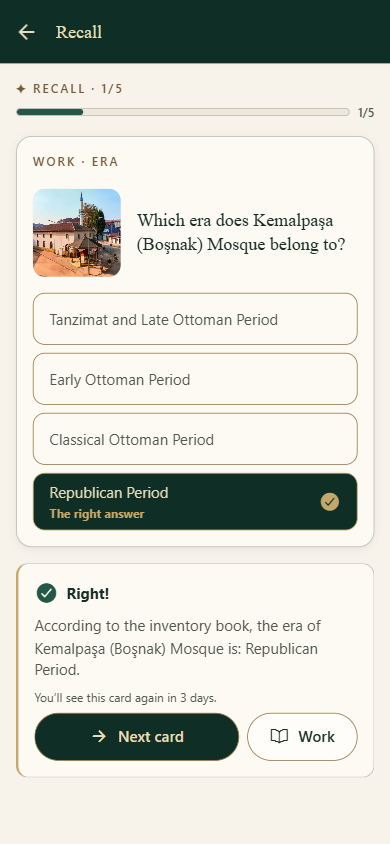 Recall
✦ RECALL · 1/5
1/5
WORK · ERA
Which era does Kemalpaşa
(Boşnak) Mosque belong to?
Tanzimat and Late Ottoman Period
Early Ottoman Period
Classical Ottoman Period
Republican Period
The right answer
Right!
According to the inventory book, the era of
Kemalpaşa (Boşnak) Mosque is: Republican
Period.
You'll see this card again in 3 days.
Next card
Work